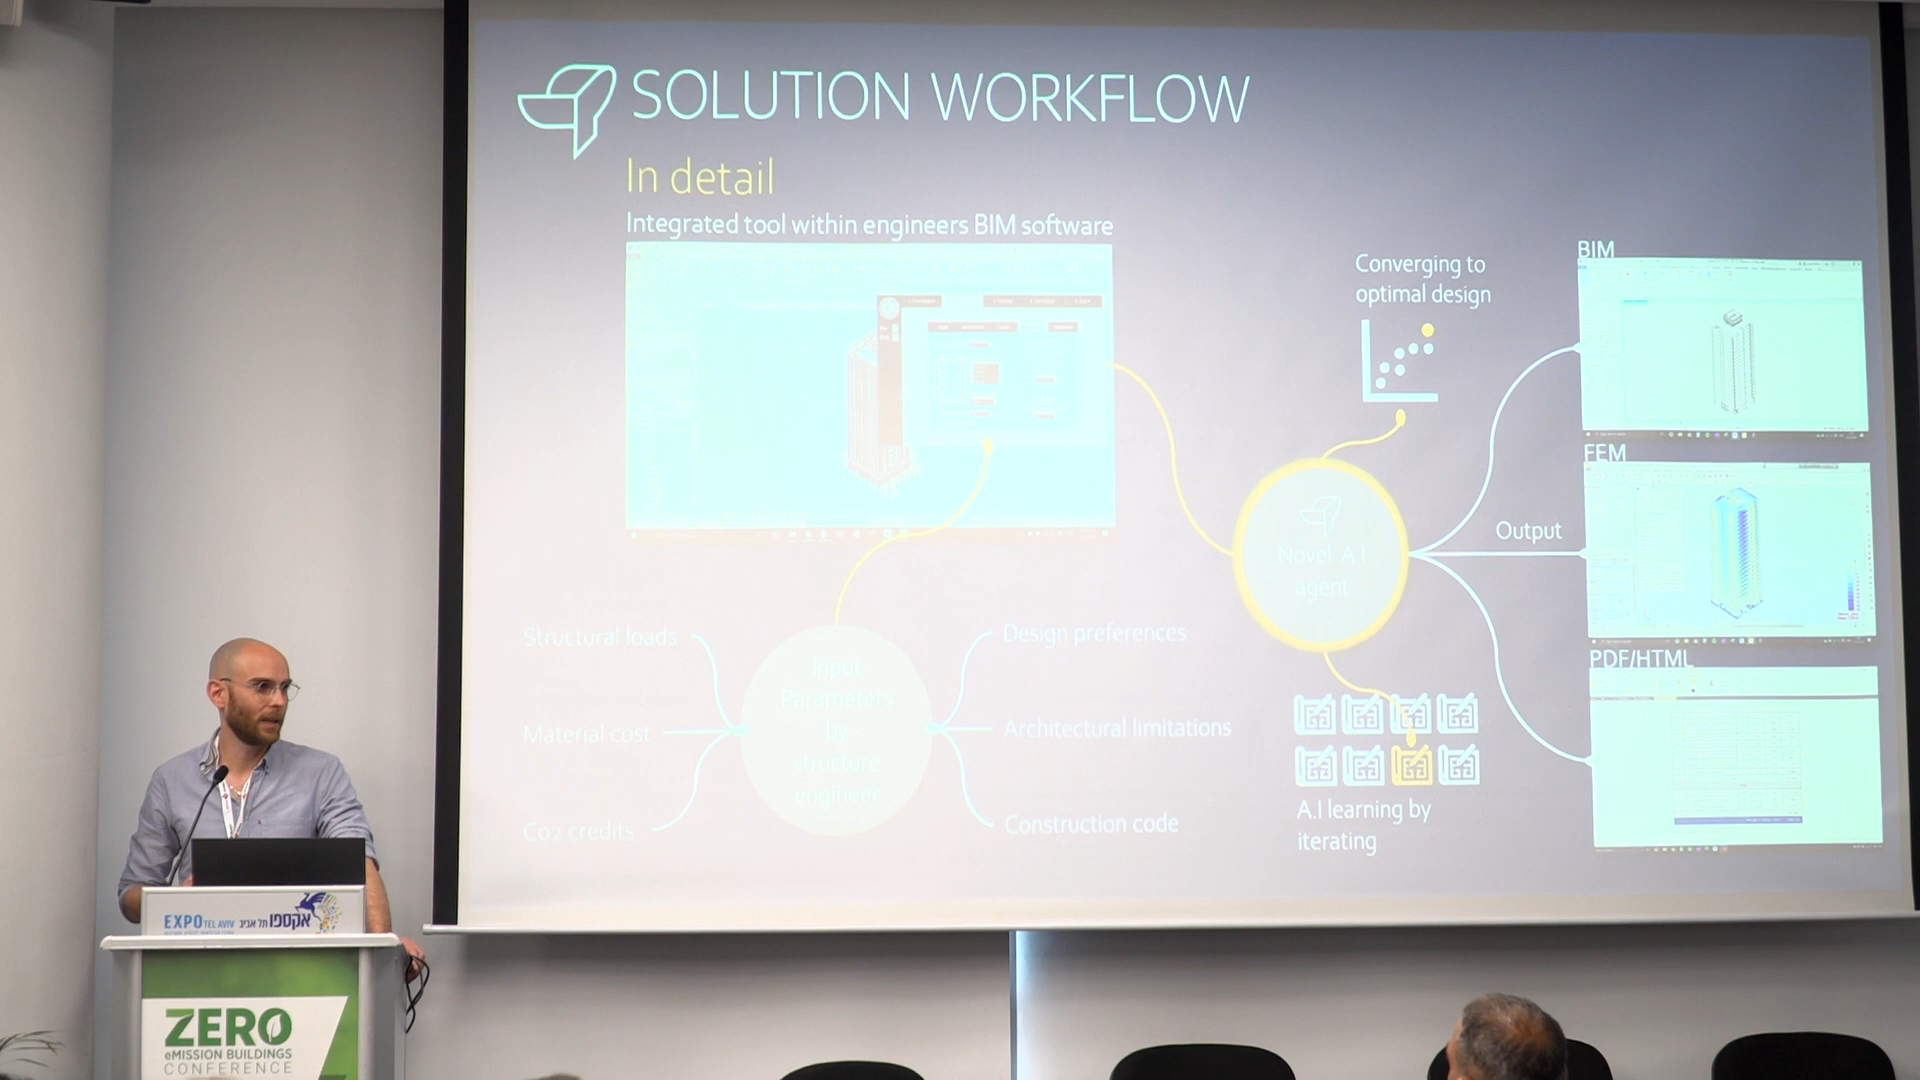 SOLUTION WORKFLOW
In detail
Integrated tool within engineers BIM software
Converging to
optimal design
BIM
FEM
Output
PDF/HTML
Novel A.I
agent
Structural loads
Material cost
Co2 credits
Input
Parameters
by
structure
engineer
Design preferences
Architectural limitations
Construction code
A.I learning by
iterating
EXPO TEL AVIV אקספו תל אביב
ZERO
eMISSION BUILDINGS
CONFERENCE